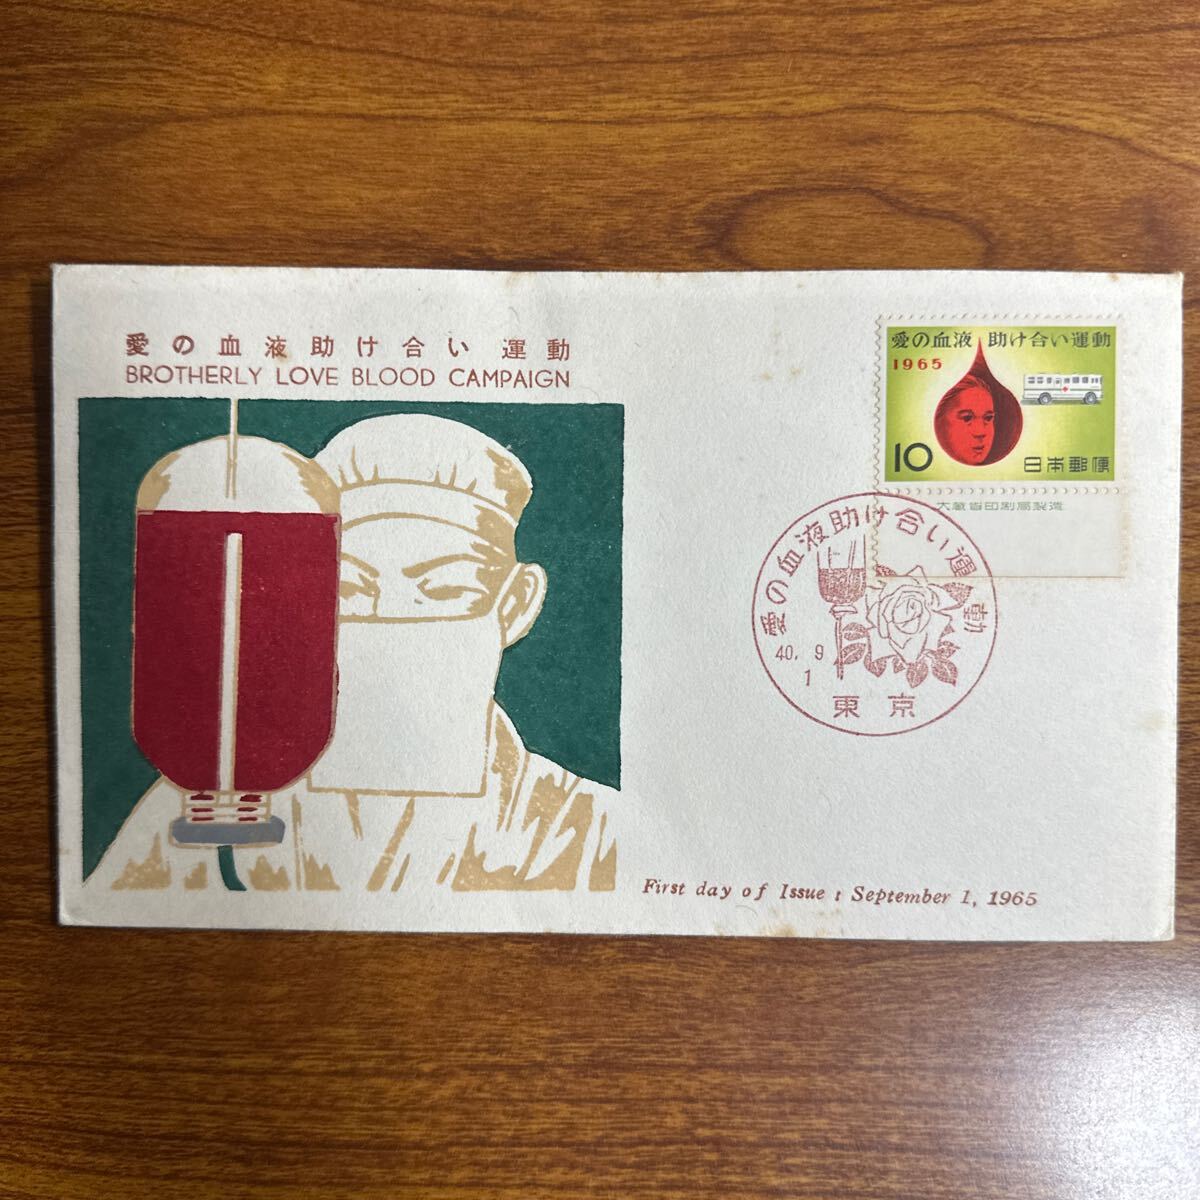 愛の血液助け合い 運動
BROTHERLY LOVE BLOOD CAMPAIGN
愛の血液 助け合い運動
1965
10
日本郵便
大蔵省印刷局製造
愛の血液助け合い運動
40. 9
1
東京
First day of Issue : September 1, 1965